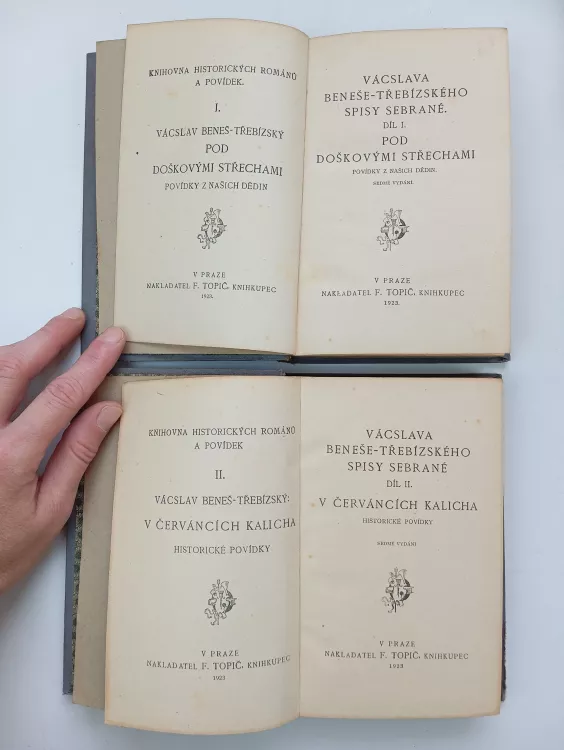 KNIHOVNA HISTORICKÝCH ROMÁNŮ
A POVÍDEK.
I.
VÁCSLAV BENEŠ-TŘEBÍZSKÝ
POD
DOŠKOVÝMI STŘECHAMI
POVÍDKY Z NAŠICH DĚDIN
V PRAZE
NAKLADATEL F. TOPIČ, KNIHKUPEC
1923.
VÁCSLAVA
BENEŠE-TŘEBÍZSKÉHO
SPISY SEBRANÉ.
DÍL I.
POD
DOŠKOVÝMI STŘECHAMI
POVÍDKY Z NAŠICH DĚDIN.
SEDMÉ VYDÁNÍ.
V PRAZE
NAKLADATEL F. TOPIČ, KNIHKUPEC
1923.
KNIHOVNA HISTORICKÝCH ROMÁNŮ
A POVÍDEK
II.
VÁCSLAV BENEŠ-TŘEBÍZSKÝ:
V ČERVÁNCÍCH KALICHA
HISTORICKÉ POVÍDKY
V PRAZE
NAKLADATEL F. TOPIČ, KNIHKUPEC
1923
VÁCSLAVA
BENEŠE-TŘEBÍZSKÉHO
SPISY SEBRANÉ
DÍL II.
V ČERVÁNCÍCH KALICHA
HISTORICKÉ POVÍDKY
SEDMÉ VYDÁNÍ
V PRAZE
NAKLADATEL F. TOPIČ, KNIHKUPEC
1923